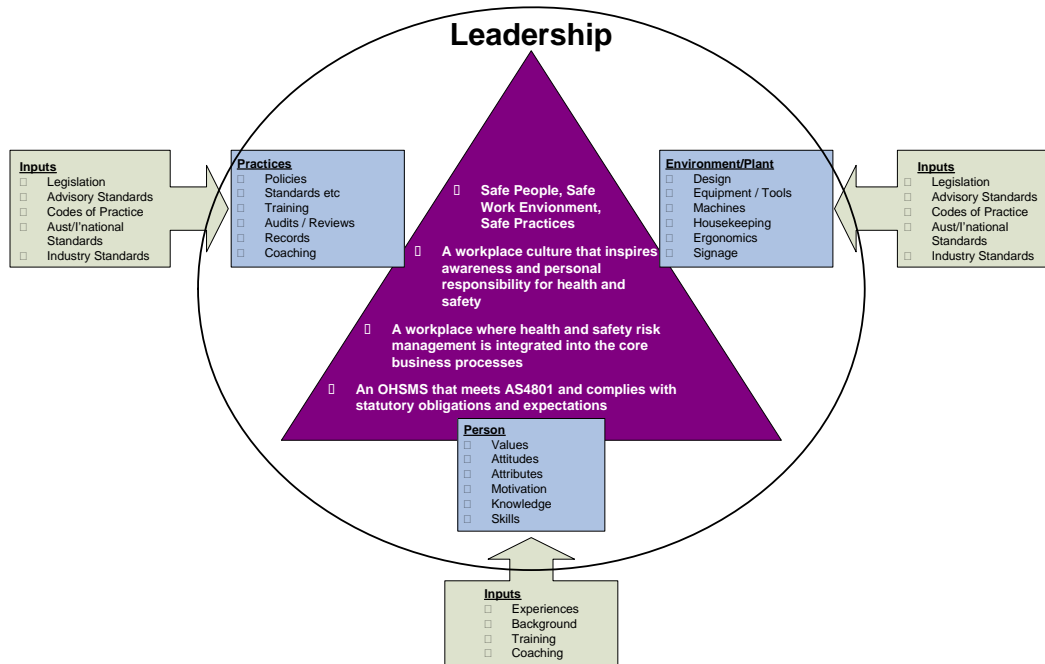 Leadership
Inputs
Legislation
Advisory Standards
Codes of Practice
Aust/I'national
Standards
Industry Standards
Practices
Policies
Standards etc
Training
Audits / Reviews
Records
Coaching
Safe People, Safe
Work Envionment,
Safe Practices
A workplace culture that inspires
awareness and personal
responsibility for health and
safety
A workplace where health and safety risk
management is integrated into the core
business processes
An OHSMS that meets AS4801 and complies with
statutory obligations and expectations
Environment/Plant
Design
Equipment / Tools
Machines
Housekeeping
Ergonomics
Signage
Inputs
Legislation
Advisory Standards
Codes of Practice
Aust/I'national
Standards
Industry Standards
Person
Values
Attitudes
Attributes
Motivation
Knowledge
Skills
Inputs
Experiences
Background
Training
Coaching